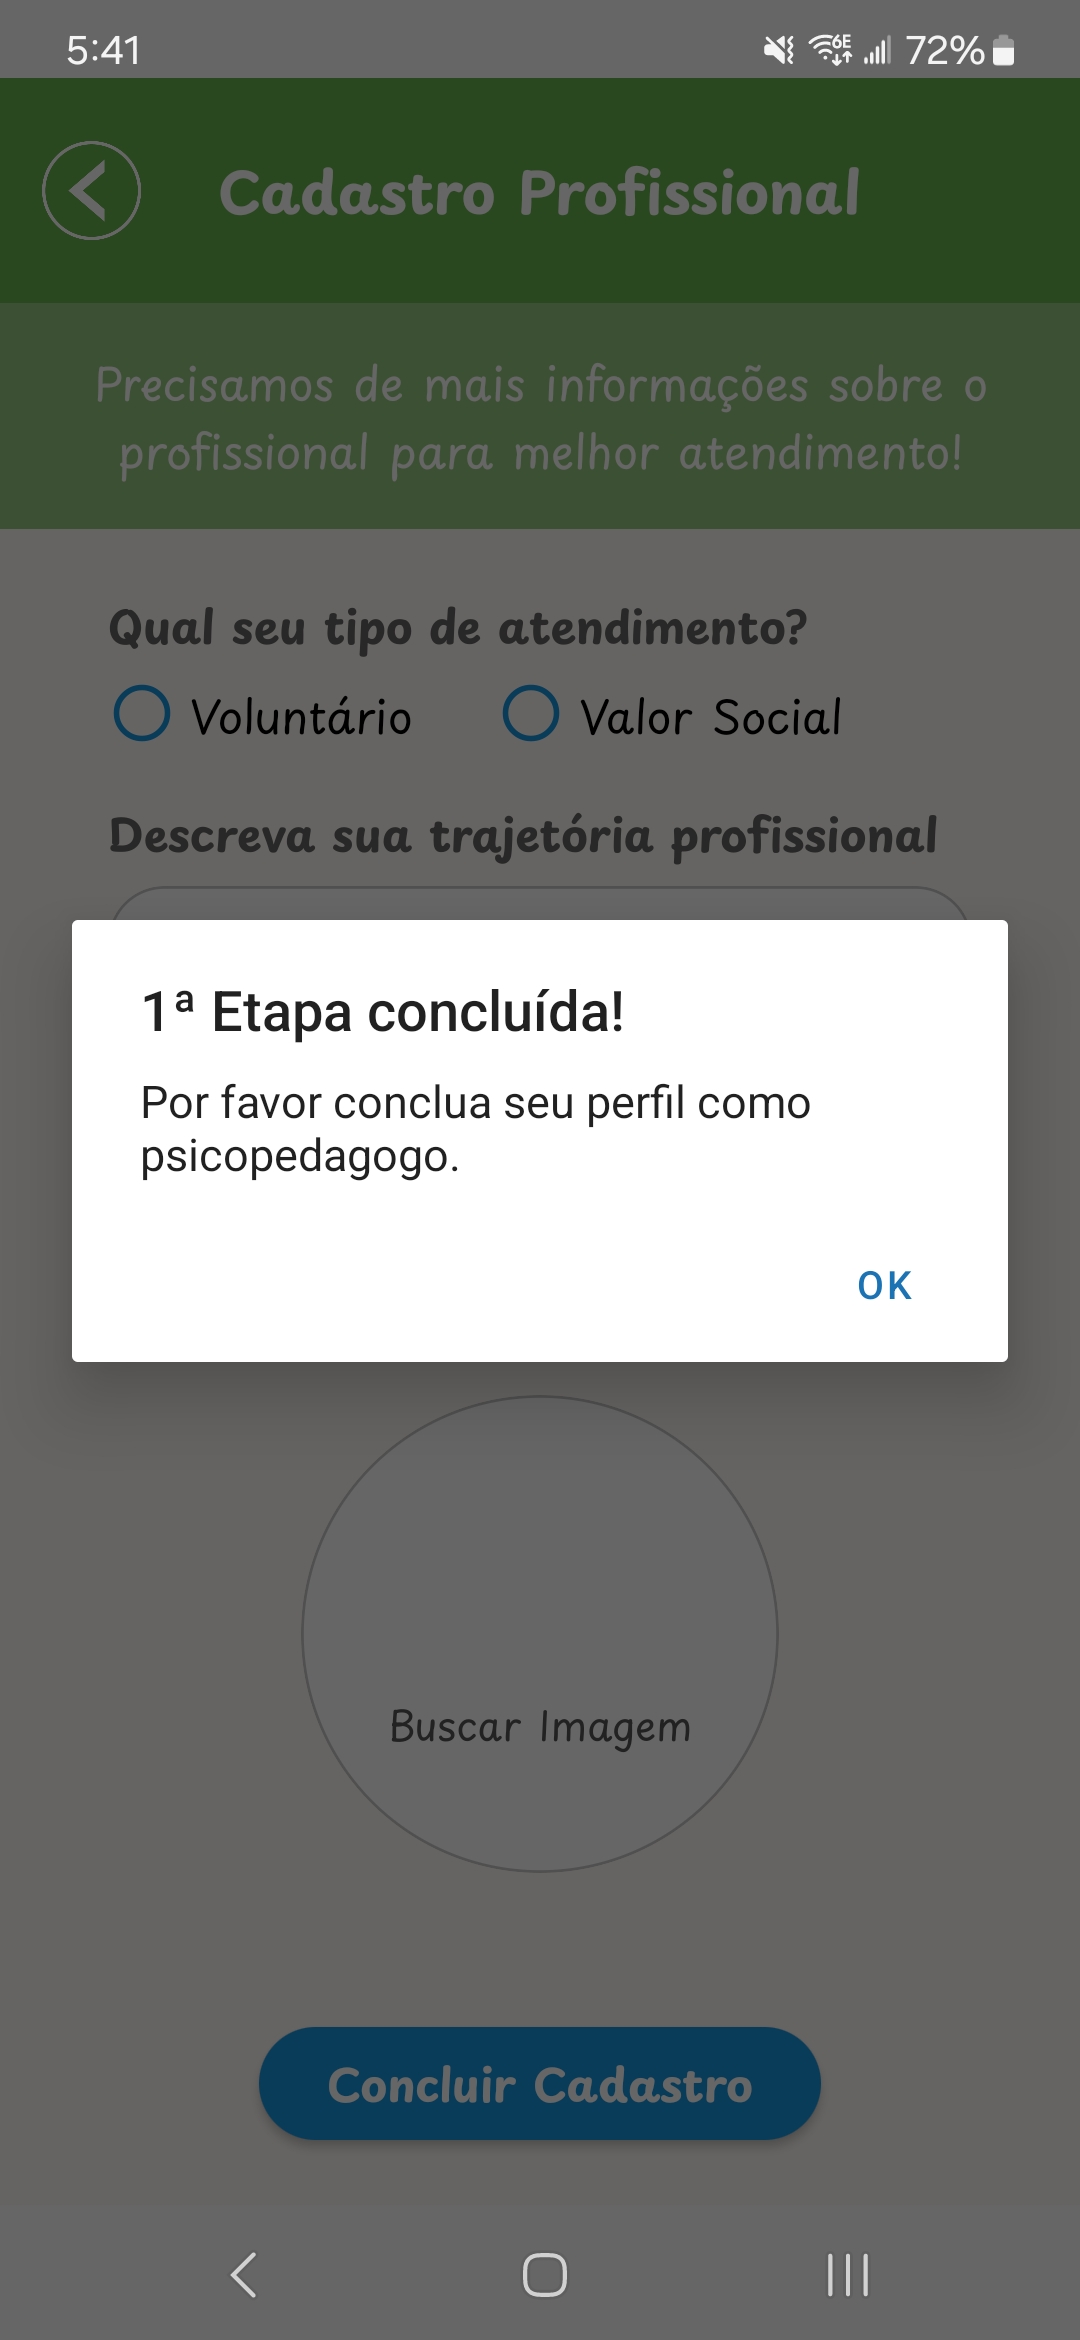 5:41
6E
72%
Cadastro Profissional
Precisamos de mais informações sobre o
profissional para melhor atendimento!
Qual seu tipo de atendimento?
Voluntário Valor Social
Descreva sua trajetória profissional
1ª Etapa concluída!
Por favor conclua seu perfil como
psicopedagogo.
OK
Buscar Imagem
Concluir Cadastro